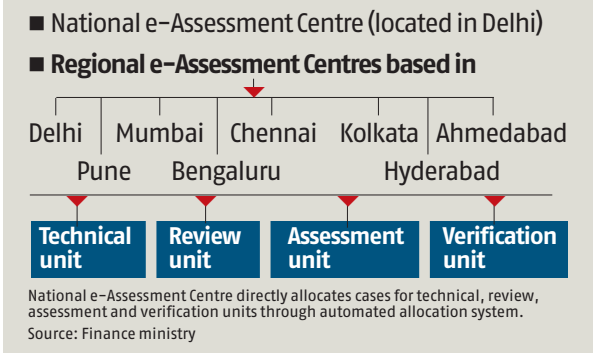 ■ National e-Assessment Centre (located in Delhi)
■ Regional e-Assessment Centres based in
Delhi Mumbai Chennai Kolkata Ahmedabad
Pune Bengaluru Hyderabad
Technical unit
Review unit
Assessment unit
Verification unit
National e-Assessment Centre directly allocates cases for technical, review,
assessment and verification units through automated allocation system.
Source: Finance ministry